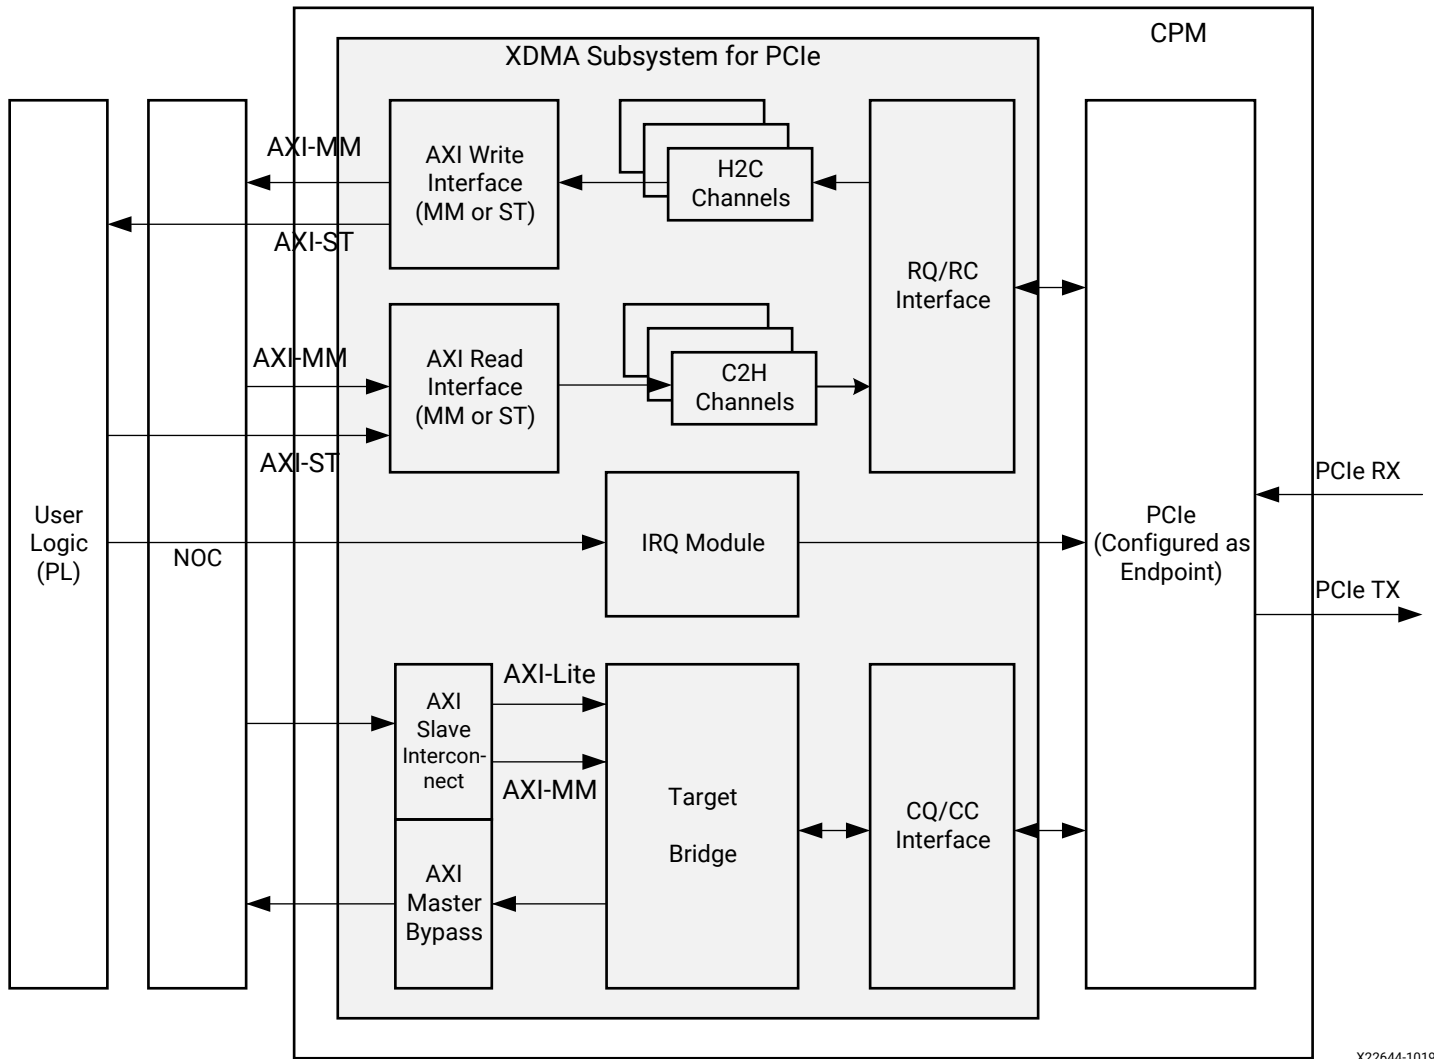 CPM
XDMA Subsystem for PCIe
AXI-MM
AXI Write
Interface
(MM or ST)
H2C
Channels
AXI-ST
RQ/RC
Interface
AXI-MM
AXI Read
Interface
(MM or ST)
C2H
Channels
AXI-ST
PCIe RX
User
Logic
(PL)
NOC
IRQ Module
PCIe
(Configured as
Endpoint)
PCIe TX
AXI
Slave
Intercon-
nect
AXI-Lite
AXI-MM
Target
Bridge
CQ/CC
Interface
AXI
Master
Bypass
X22644-1019